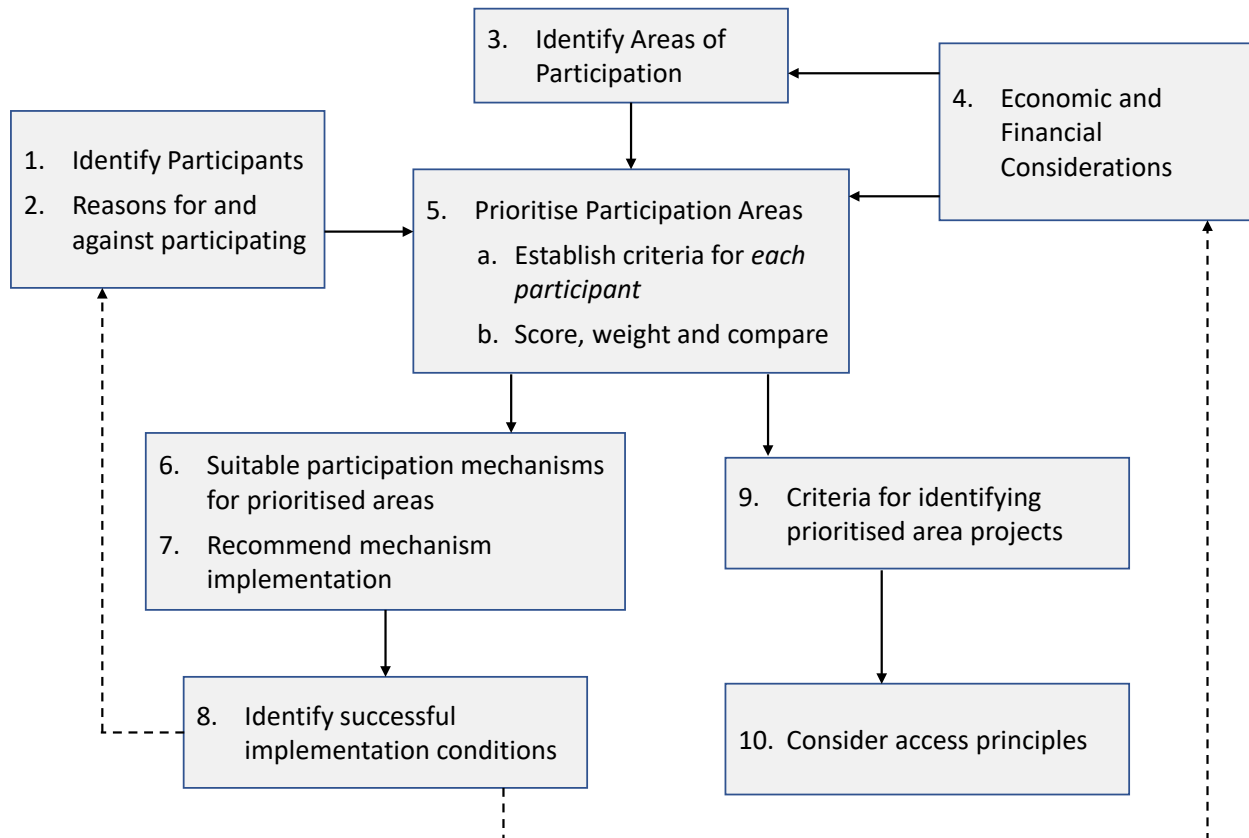 3. Identify Areas of
Participation
4. Economic and
Financial
Considerations
1. Identify Participants
2. Reasons for and
against participating
5. Prioritise Participation Areas
a. Establish criteria for each
participant
b. Score, weight and compare
6. Suitable participation mechanisms
for prioritised areas
7. Recommend mechanism
implementation
9. Criteria for identifying
prioritised area projects
8. Identify successful
implementation conditions
10. Consider access principles